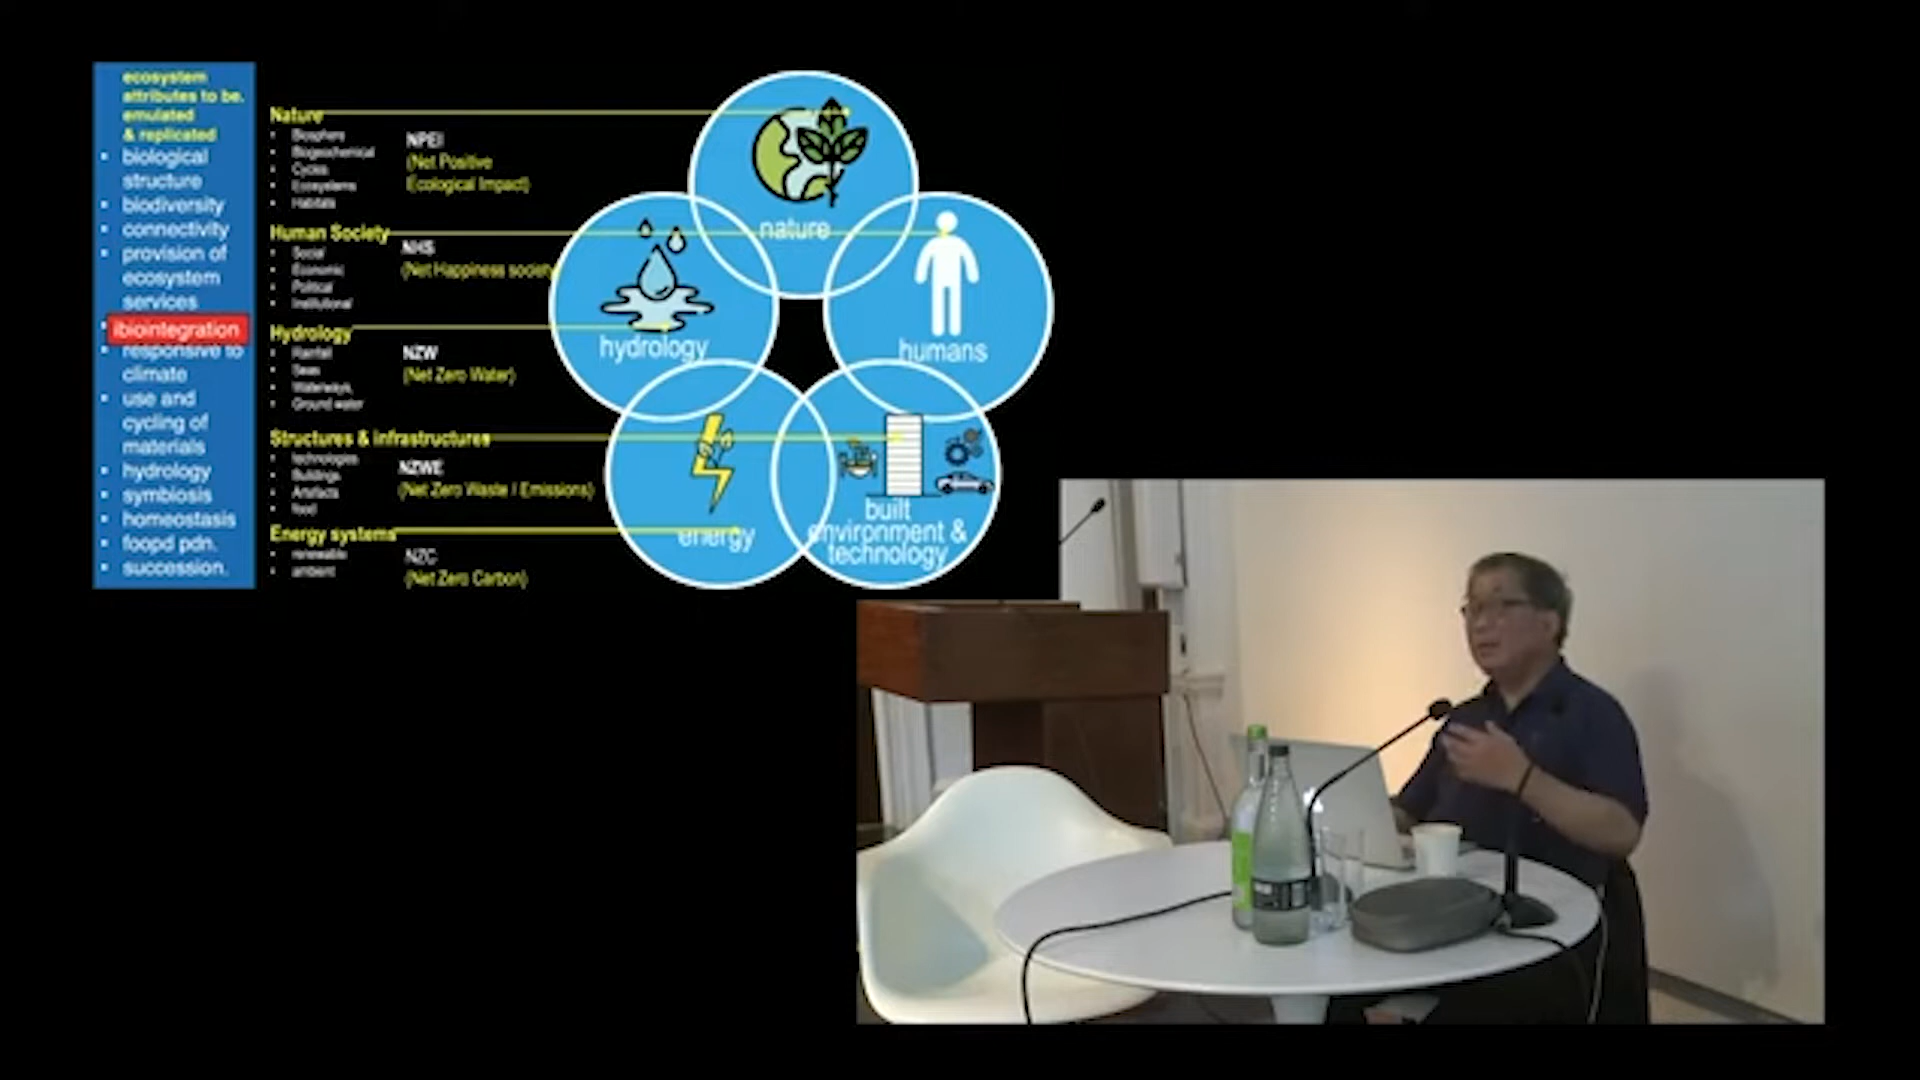 ecosystem
attributes to be.
emulated
& replicated
• biological
structure
• biodiversity
• connectivity
• provision of
ecosystem
services
• ibiointegration
• responsive to
climate
• use and
cycling of
materials
• hydrology
• symbiosis
• homeostasis
• foopd pdn.
• succession.
Nature
• Biosphere
• Biogeochemical
• Cycles
• Ecosystems
• Habitats
NPEI
(Net Positive
Ecological Impact)
Human Society
• Social
• Economic
• Political
• Institutional
NHS
(Net Happiness society
Hydrology
• Rainfall
• Seas
• Waterways,
• Ground water
NZW
(Net Zero Water)
Structures & infrastructures
• technologies
• Buildings
• Artefacts
• food
NZWE
(Net Zero Waste / Emissions)
Energy systems
• renewable
• ambient
NZC
(Net Zero Carbon)
nature
hydrology
humans
energy
built
environment &
technology